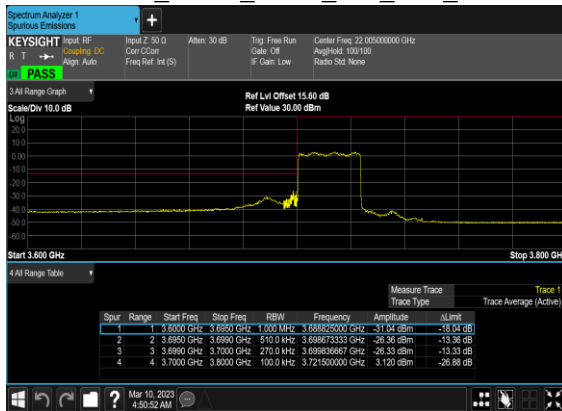 Spectrum Analyzer 1
Spurious Emissions
KEYSIGHT Input: RF Input Z: 50 Ω Atten: 30 dB Trig: Free Run Center Freq: 22.005000000 GHz
R T Coupling: DC Corr CCorr Gate: Off Avg|Hold: 100/100
Align: Auto Freq Ref: Int (S) IF Gain: Low Radio Std: None
PASS
3 All Range Graph
Ref Lvl Offset 15.60 dB
Scale/Div 10.0 dB Ref Value 30.00 dBm
Log
20.0
10.0
0.00
-10.0
-20.0
-30.0
-40.0
-50.0
-60.0
Start 3.600 GHz Stop 3.800 GHz
4 All Range Table
Measure Trace Trace 1
Trace Type Trace Average (Active)
Spur Range Start Freq Stop Freq RBW Frequency Amplitude ΔLimit
1 1 3.6000 GHz 3.6950 GHz 1.000 MHz 3.688825000 GHz -31.04 dBm -18.04 dB
2 2 3.6950 GHz 3.6990 GHz 510.0 kHz 3.698673333 GHz -26.36 dBm -13.36 dB
3 3 3.6990 GHz 3.7000 GHz 270.0 kHz 3.699836667 GHz -26.33 dBm -13.33 dB
4 4 3.7000 GHz 3.8000 GHz 100.0 kHz 3.721500000 GHz 3.120 dBm -26.88 dB
Mar 10, 2023
4:50:52 AM